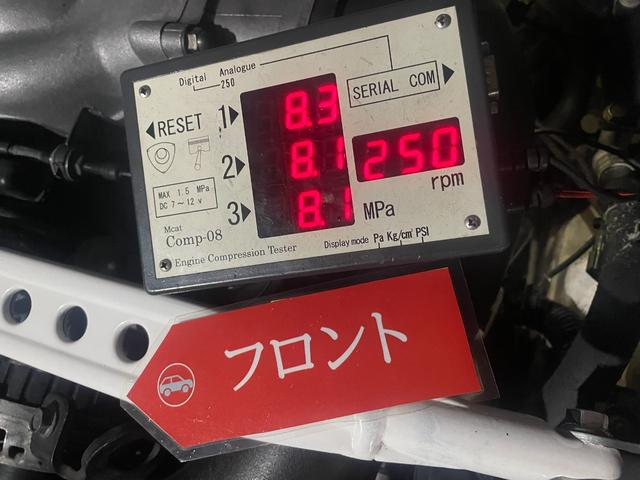 Digital Analogue
250
SERIAL COM
RESET
1 8.3
2 8.1 250
rpm
3 8.1 MPa
MAX 1.5 MPa
DC 7~12 v
Mcat
Comp-08
Engine Compression Tester
Display mode Pa Kg/cm² PSI
フロント